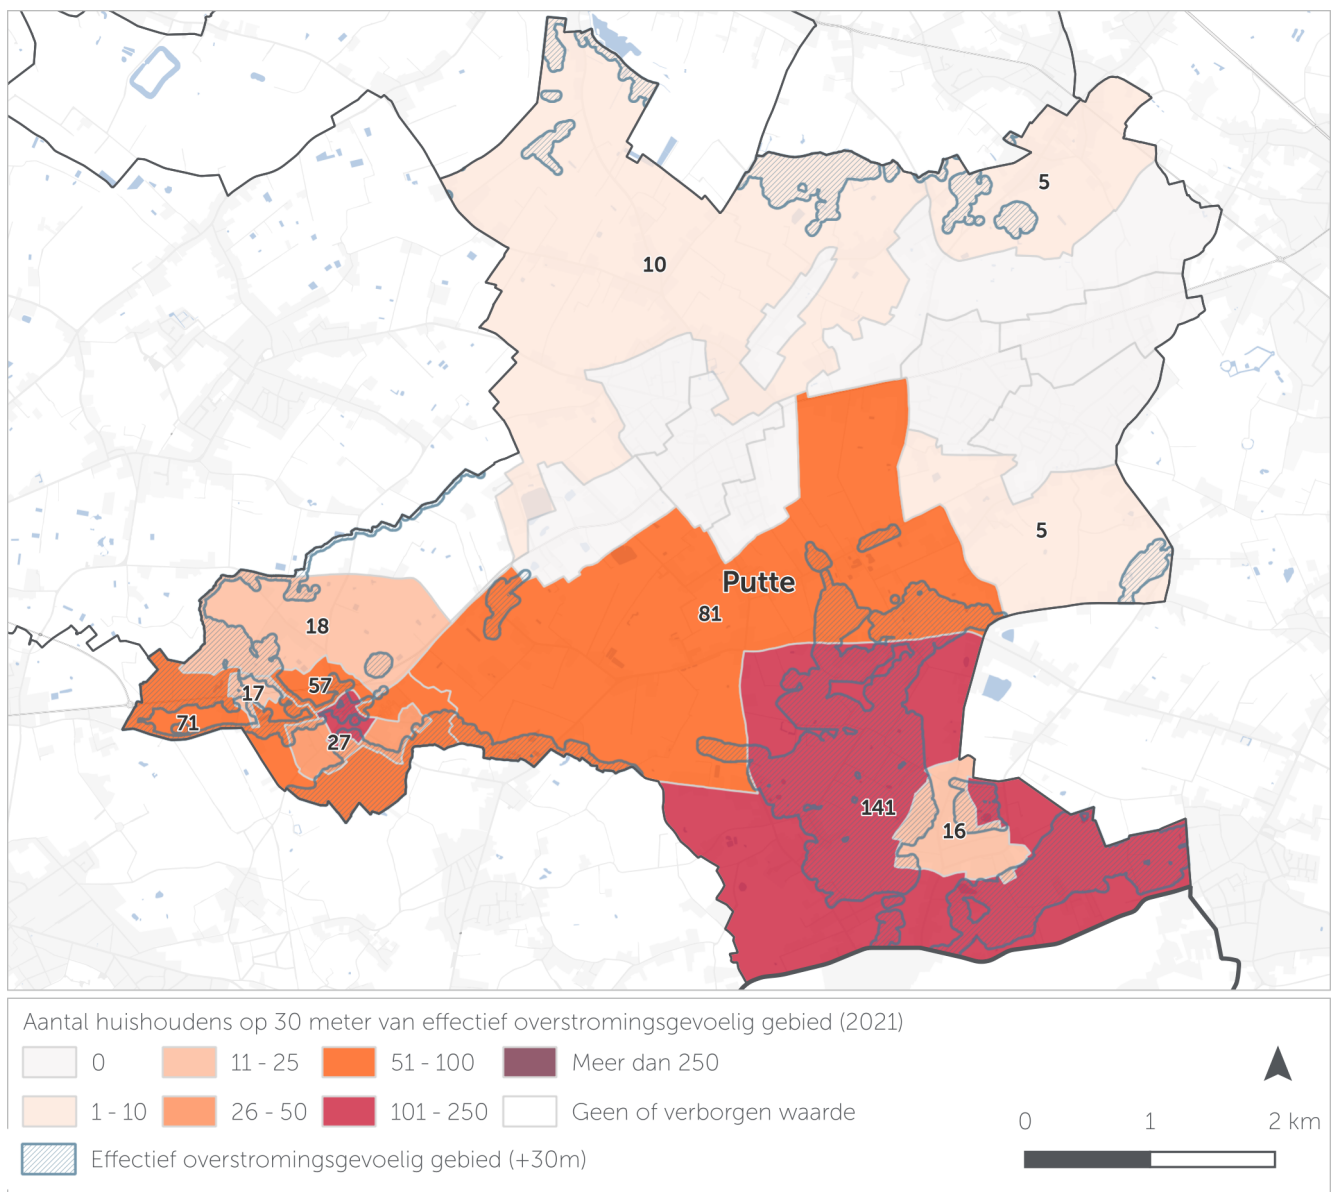 5
10
5
Putte
81
18
57
17
71
27
141
16
Aantal huishoudens op 30 meter van effectief overstromingsgevoelig gebied (2021)
0 11 - 25 51 - 100 Meer dan 250
1 - 10 26 - 50 101 - 250 Geen of verborgen waarde
0 1 2 km
Effectief overstromingsgevoelig gebied (+30m)